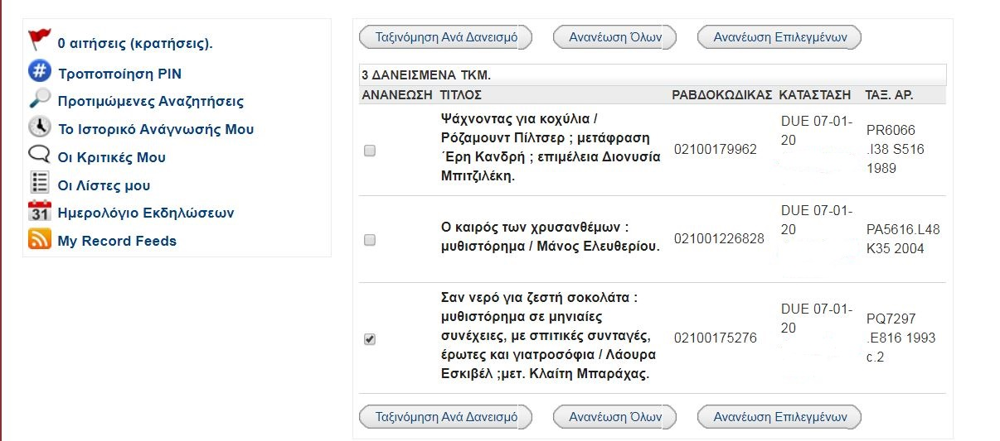 0 αιτήσεις (κρατήσεις).
Τροποποίηση PIN
Προτιμώμενες Αναζητήσεις
Το Ιστορικό Ανάγνωσής Μου
Οι Κριτικές Μου
Οι Λίστες μου
31 Ημερολόγιο Εκδηλώσεων
My Record Feeds
Ταξινόμηση Ανά Δανεισμό Ανανέωση Όλων Ανανέωση Επιλεγμένων
3 ΔΑΝΕΙΣΜΕΝΑ ΤΚΜ.
ΑΝΑΝΕΩΣΗ ΤΙΤΛΟΣ ΡΑΒΔΟΚΩΔΙΚΑΣ ΚΑΤΑΣΤΑΣΗ ΤΑΞ. ΑΡ.
Ψάχνοντας για κοχύλια /
Ρόζαμουντ Πίλτσερ ; μετάφραση
΄Ερη Κανδρή ; επιμέλεια Διονυσία
Μπιτζιλέκη.
02100179962
DUE 07-01-
20
PR6066
.I38 S516
1989
Ο καιρός των χρυσανθέμων :
μυθιστόρημα / Μάνος Ελευθερίου.
021001226828
DUE 07-01-
20
PA5616.L48
K35 2004
Σαν νερό για ζεστή σοκολάτα :
μυθιστόρημα σε μηνιαίες
συνέχειες, με σπιτικές συνταγές,
έρωτες και γιατροσόφια / Λάουρα
Εσκιβέλ ;μετ. Κλαίτη Μπαράχας.
02100175276
DUE 07-01-
20
PQ7297
.E816 1993
c.2
Ταξινόμηση Ανά Δανεισμό Ανανέωση Όλων Ανανέωση Επιλεγμένων